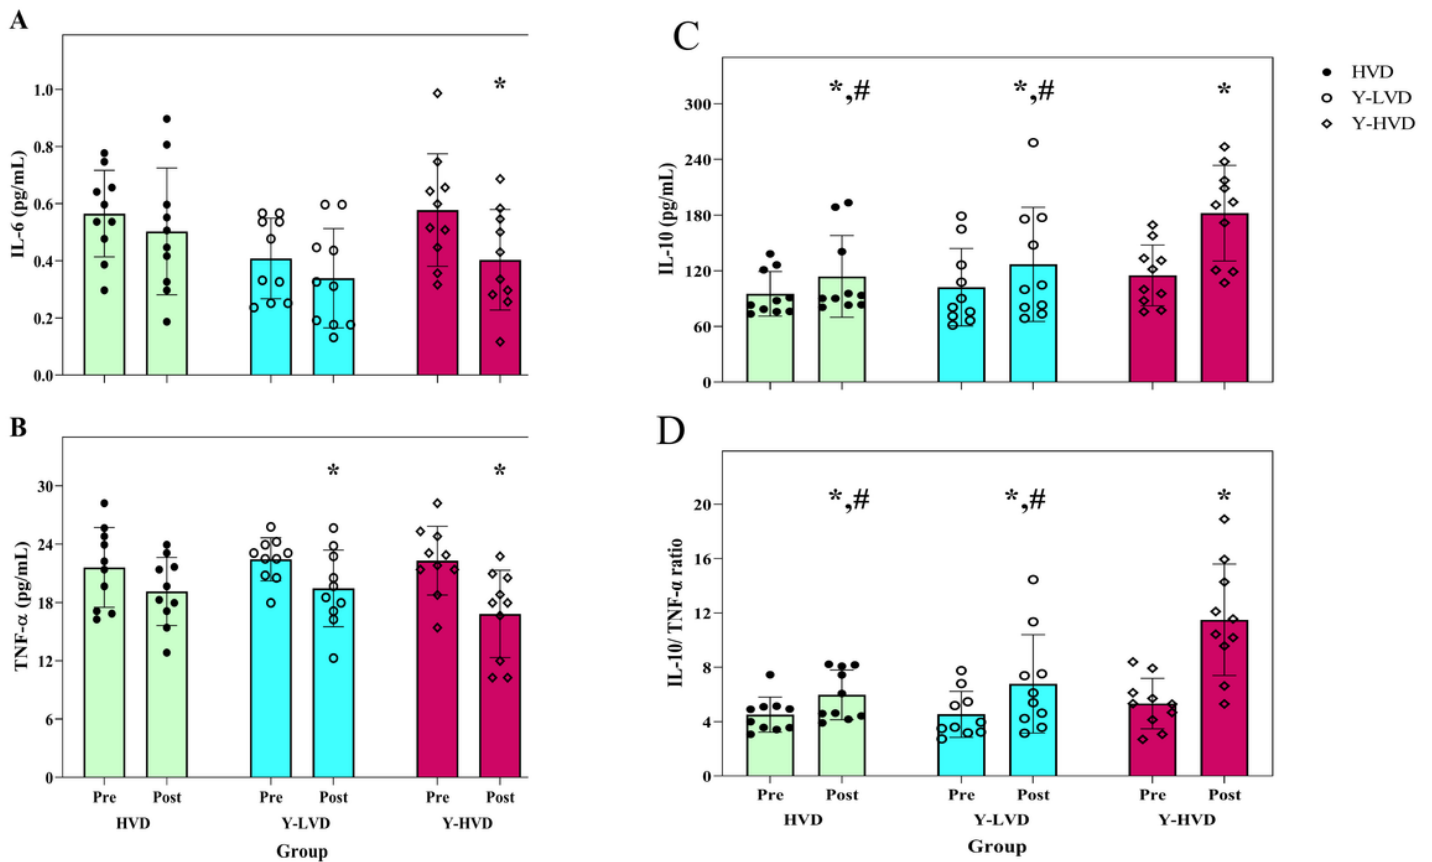 A
IL-6 (pg/mL)
1.0
0.8
0.6
0.4
0.2
0.0
*
B
TNF-α (pg/mL)
30
24
18
12
6
0
*
*
Pre
Post
Pre
Post
Pre
Post
HVD
Y-LVD
Y-HVD
Group
C
IL-10 (pg/mL)
300
240
180
120
60
0
*,#
*,#
*
HVD
Y-LVD
Y-HVD
D
IL-10/ TNF-α ratio
20
16
12
8
4
0
*,#
*,#
*
Pre
Post
Pre
Post
Pre
Post
HVD
Y-LVD
Y-HVD
Group